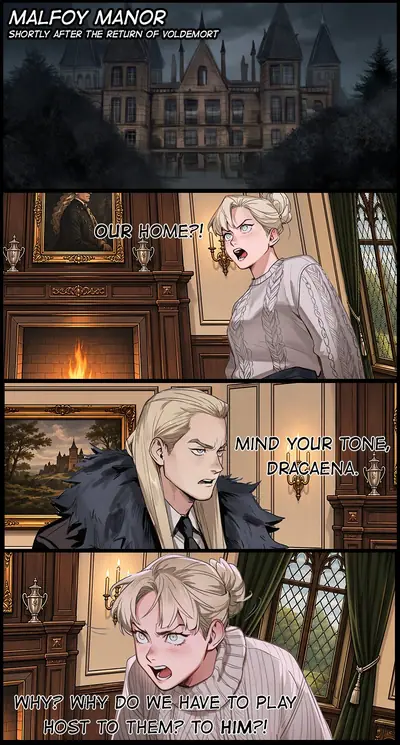 MALFOY MANOR
SHORTLY AFTER THE RETURN OF VOLDEMORT
OUR HOME?!
MIND YOUR TONE,
DRACAENA.
WHY? WHY DO WE HAVE TO PLAY
HOST TO THEM? TO HIM?!